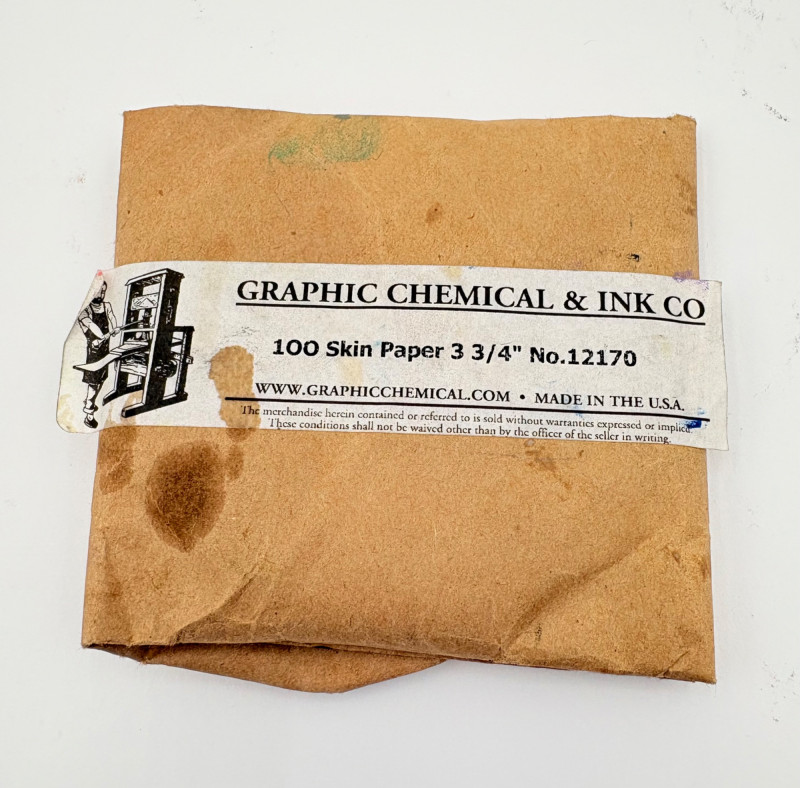 GRAPHIC CHEMICAL & INK CO
100 Skin Paper 3 3/4" No.12170
WWW.GRAPHICCHEMICAL.COM • MADE IN THE U.S.A.
The merchandise herein contained or referred to is sold without warranties expressed or implied.
These conditions shall not be waived other than by the officer of the seller in writing.